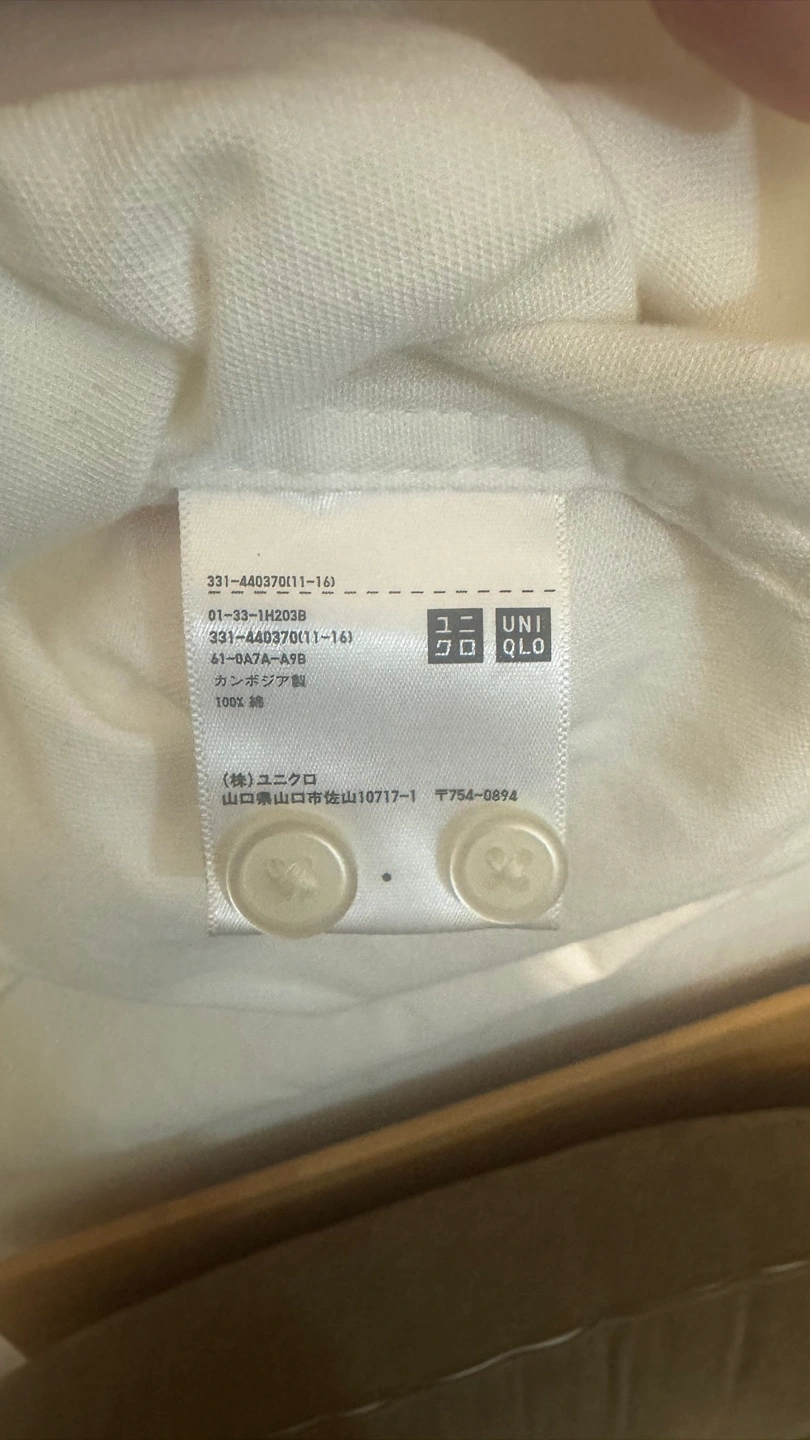 331-440370(11-16)
01-33-1H203B
331-440370(11-16)
61-0A7A-A9B
カンボジア製
100% 綿
ユニ
クロ
UNI
QLO
(株)ユニクロ
山口県山口市佐山10717-1 〒754-0894